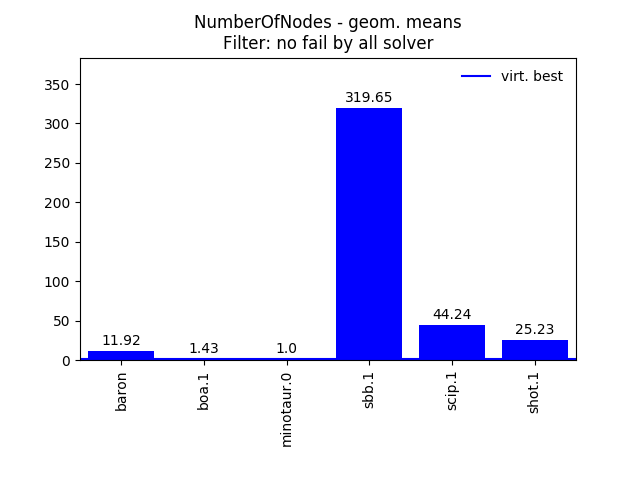 NumberOfNodes - geom. means
Filter: no fail by all solver
virt. best
350
300
250
200
150
100
50
0
11.92
1.43
1.0
319.65
44.24
25.23
baron
boa.1
minotaur.0
sbb.1
scip.1
shot.1